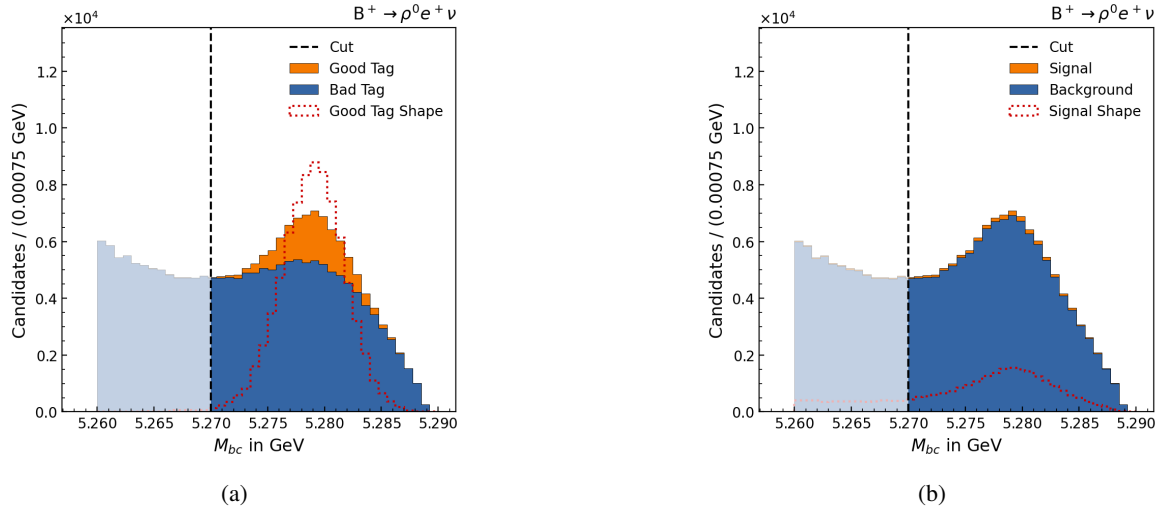 ×10⁴
B⁺ → ρ⁰e⁺ν
Candidates / (0.00075 GeV)
1.2
1.0
0.8
0.6
0.4
0.2
0.0
Cut
Good Tag
Bad Tag
Good Tag Shape
5.260 5.265 5.270 5.275 5.280 5.285 5.290
M_bc in GeV
(a)
×10⁴
B⁺ → ρ⁰e⁺ν
Candidates / (0.00075 GeV)
1.2
1.0
0.8
0.6
0.4
0.2
0.0
Cut
Signal
Background
Signal Shape
5.260 5.265 5.270 5.275 5.280 5.285 5.290
M_bc in GeV
(b)